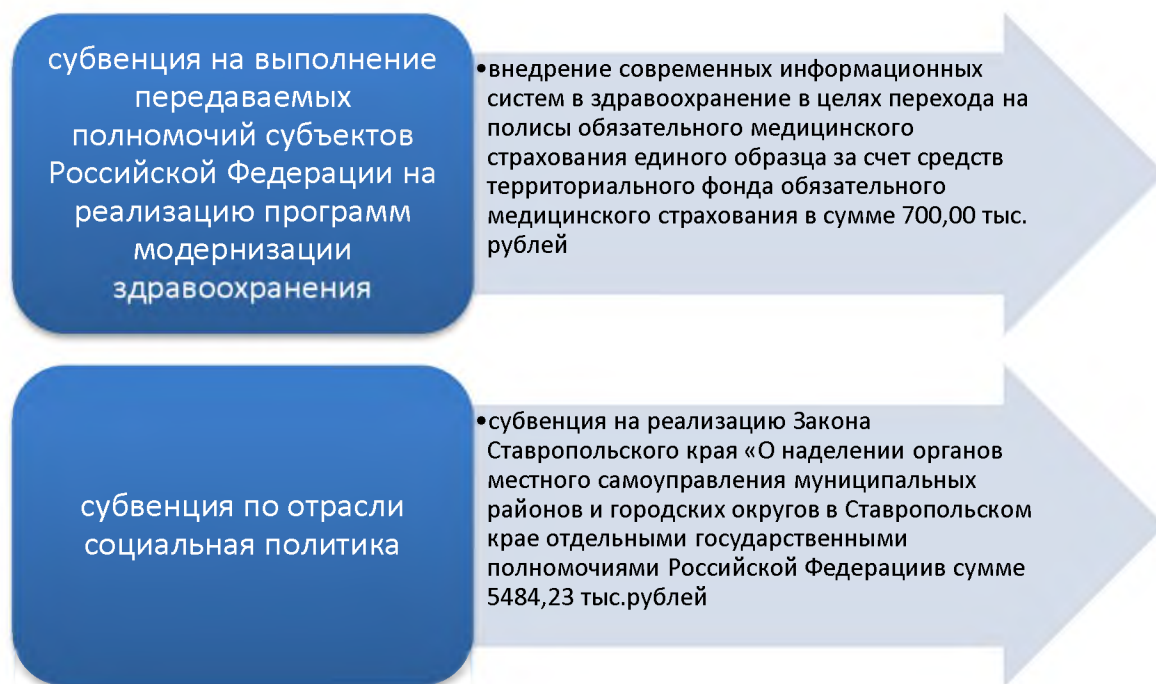 субвенция на выполнение
передаваемых
полномочий субъектов
Российской Федерации на
реализацию программ
модернизации
здравоохранения
•внедрение современных информационных
систем в здравоохранение в целях перехода на
полисы обязательного медицинского
страхования единого образца за счет средств
территориального фонда обязательного
медицинского страхования в сумме 700,00 тыс.
рублей
субвенция по отрасли
социальная политика
•субвенция на реализацию Закона
Ставропольского края «О наделении органов
местного самоуправления муниципальных
районов и городских округов в Ставропольском
крае отдельными государственными
полномочиями Российской Федерациив сумме
5484,23 тыс.рублей